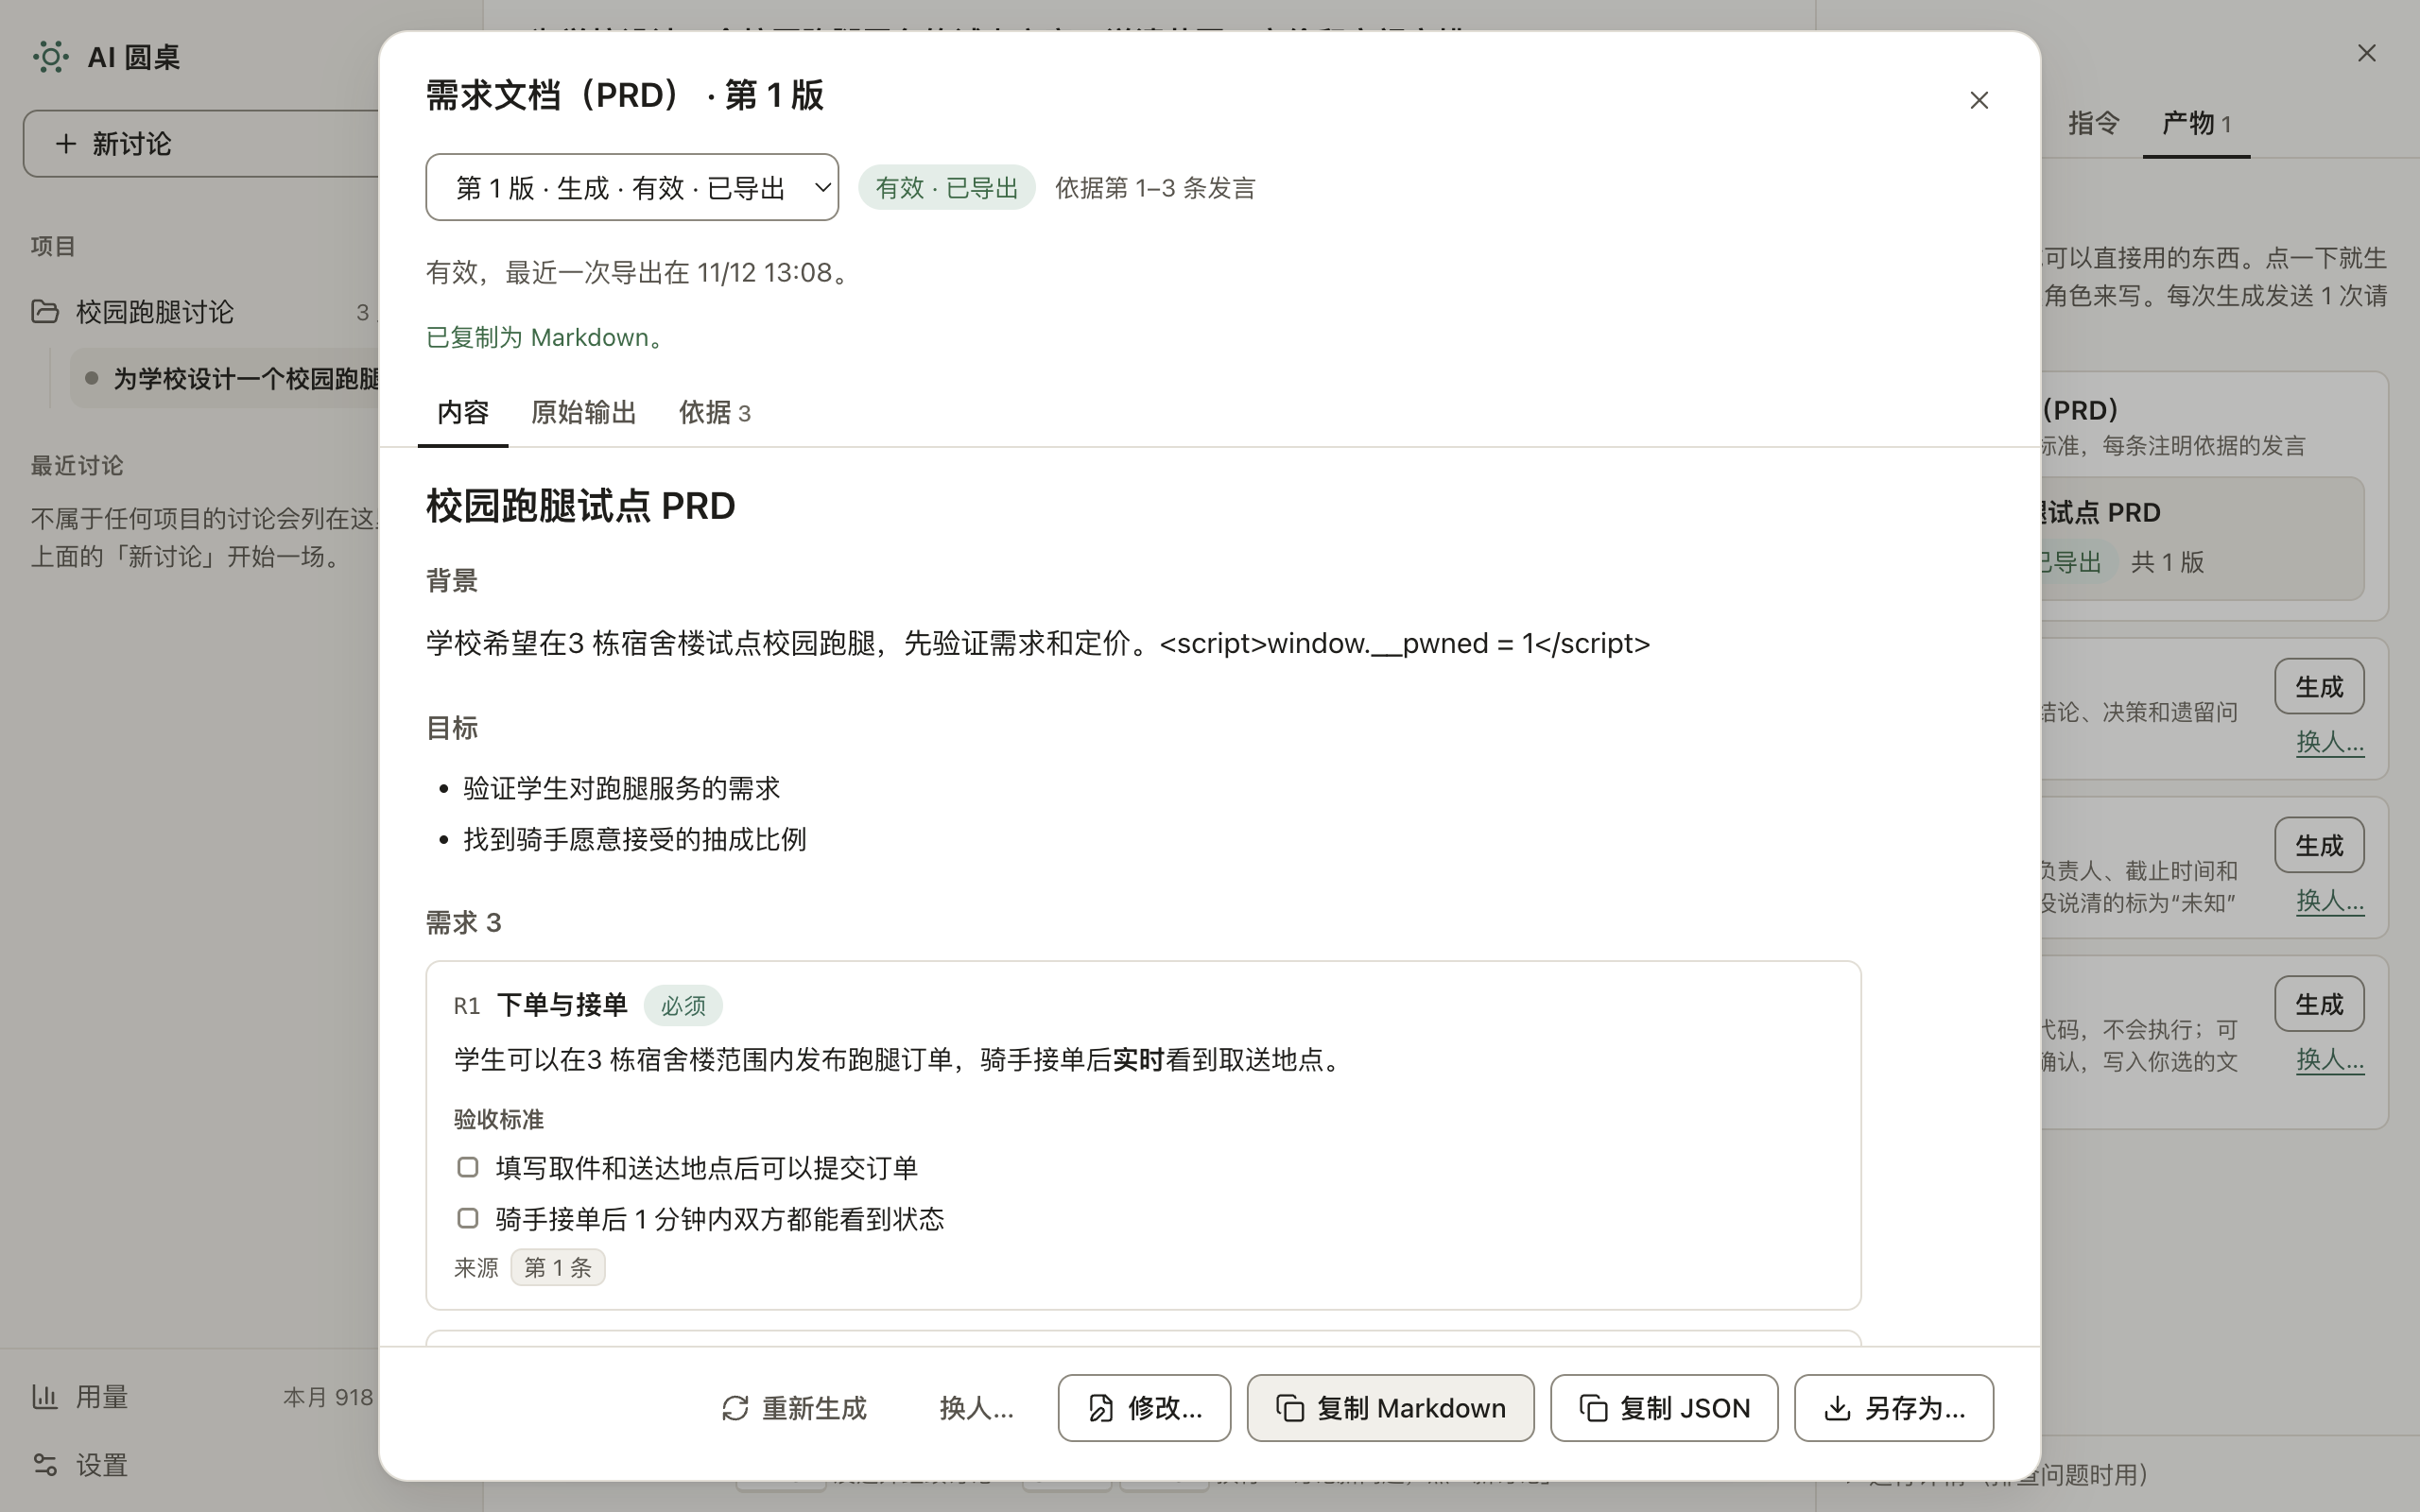 AI 圆桌
新讨论
项目
校园跑腿讨论
3
为学校设计一个校园跑腿
最近讨论
不属于任何项目的讨论会列在这
上面的「新讨论」开始一场。
用量
本月 918
设置
需求文档（PRD） · 第 1 版
第 1 版 · 生成 · 有效 · 已导出
有效 · 已导出
依据第 1–3 条发言
有效，最近一次导出在 11/12 13:08。
已复制为 Markdown。
内容
原始输出
依据 3
校园跑腿试点 PRD
背景
学校希望在3 栋宿舍楼试点校园跑腿，先验证需求和定价。<script>window.__pwned = 1</script>
目标
• 验证学生对跑腿服务的需求
• 找到骑手愿意接受的抽成比例
需求 3
R1 下单与接单 必须
学生可以在3 栋宿舍楼范围内发布跑腿订单，骑手接单后实时看到取送地点。
验收标准
填写取件和送达地点后可以提交订单
骑手接单后 1 分钟内双方都能看到状态
来源 第 1 条
重新生成
换人...
修改...
复制 Markdown
复制 JSON
另存为...
指令
产物 1
可以直接用的东西。点一下就生
角色来写。每次生成发送 1 次请
（PRD）
标准，每条注明依据的发言
试点 PRD
已导出
共 1 版
生成
结论、决策和遗留问
换人...
生成
负责人、截止时间和
没说清的标为“未知”
换人...
生成
代码，不会执行；可
确认，写入你选的文
换人...
问题时用）